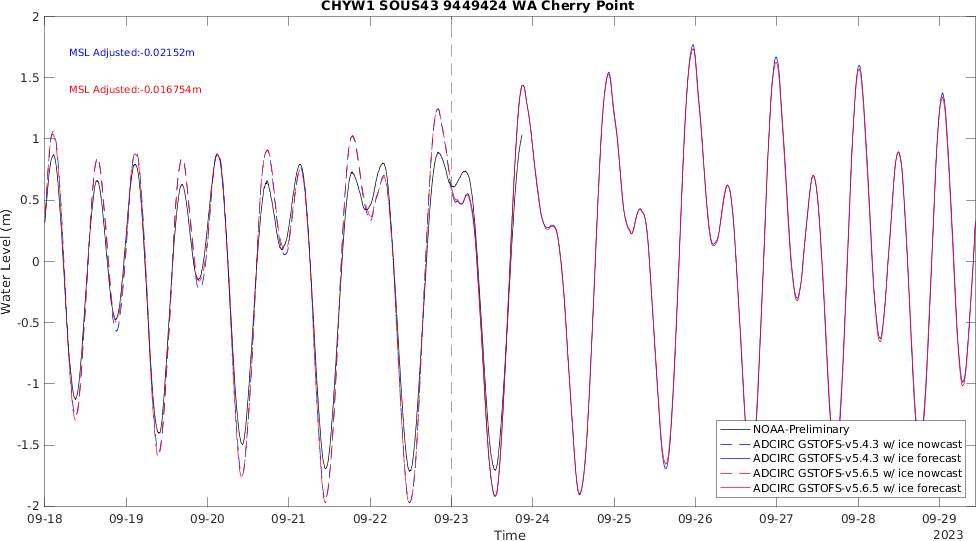 CHYW1 SOUS43 9449424 WA Cherry Point
MSL Adjusted:-0.02152m
MSL Adjusted:-0.016754m
Water Level (m)
2
1.5
1
0.5
0
-0.5
-1
-1.5
-2
NOAA-Preliminary
ADCIRC GSTOFS-v5.4.3 w/ ice nowcast
ADCIRC GSTOFS-v5.4.3 w/ ice forecast
ADCIRC GSTOFS-v5.6.5 w/ ice nowcast
ADCIRC GSTOFS-v5.6.5 w/ ice forecast
09-18 09-19 09-20 09-21 09-22 09-23 09-24 09-25 09-26 09-27 09-28 09-29
Time
2023